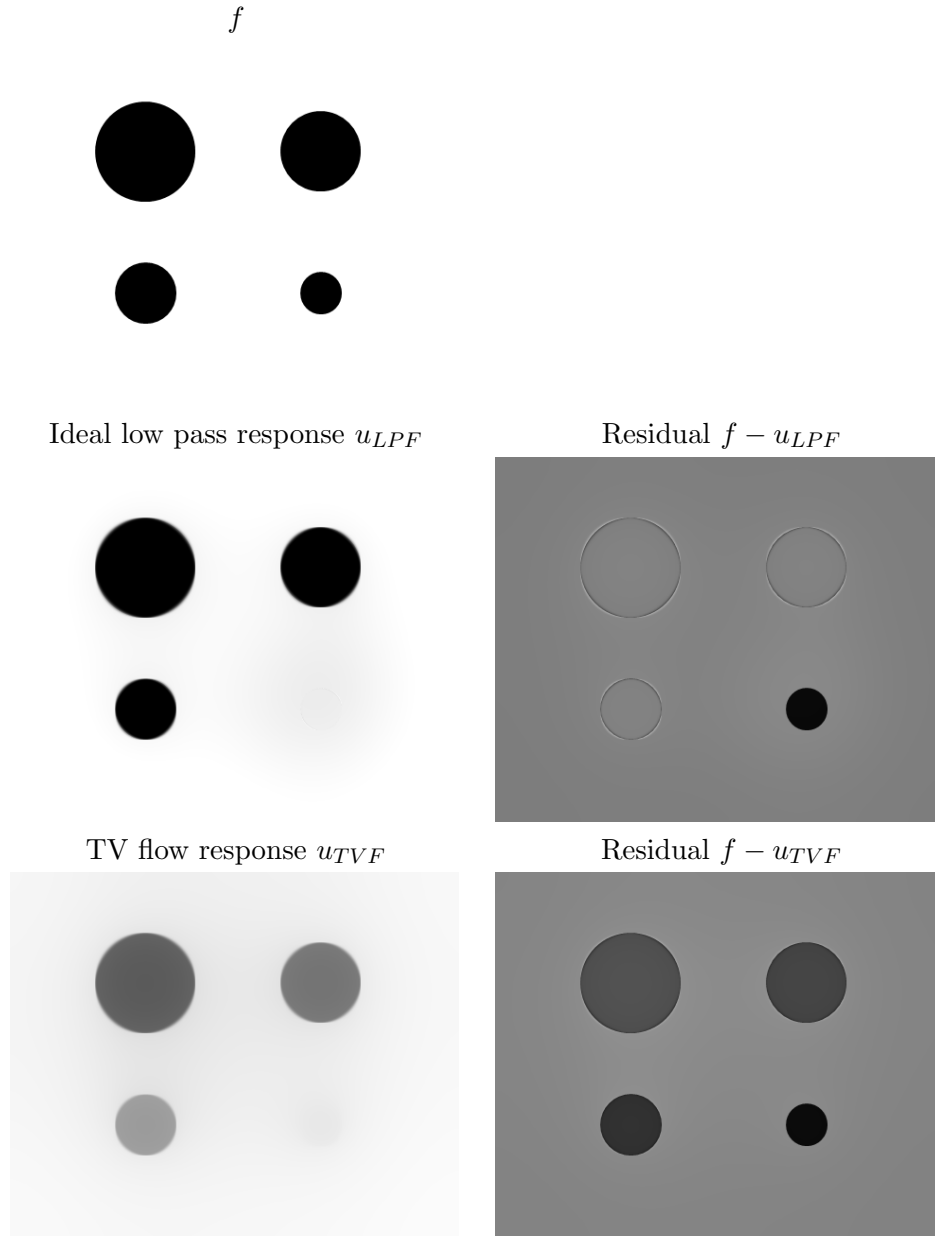 f
Ideal low pass response u_{LPF}
Residual f − u_{LPF}
TV flow response u_{TVF}
Residual f − u_{TVF}